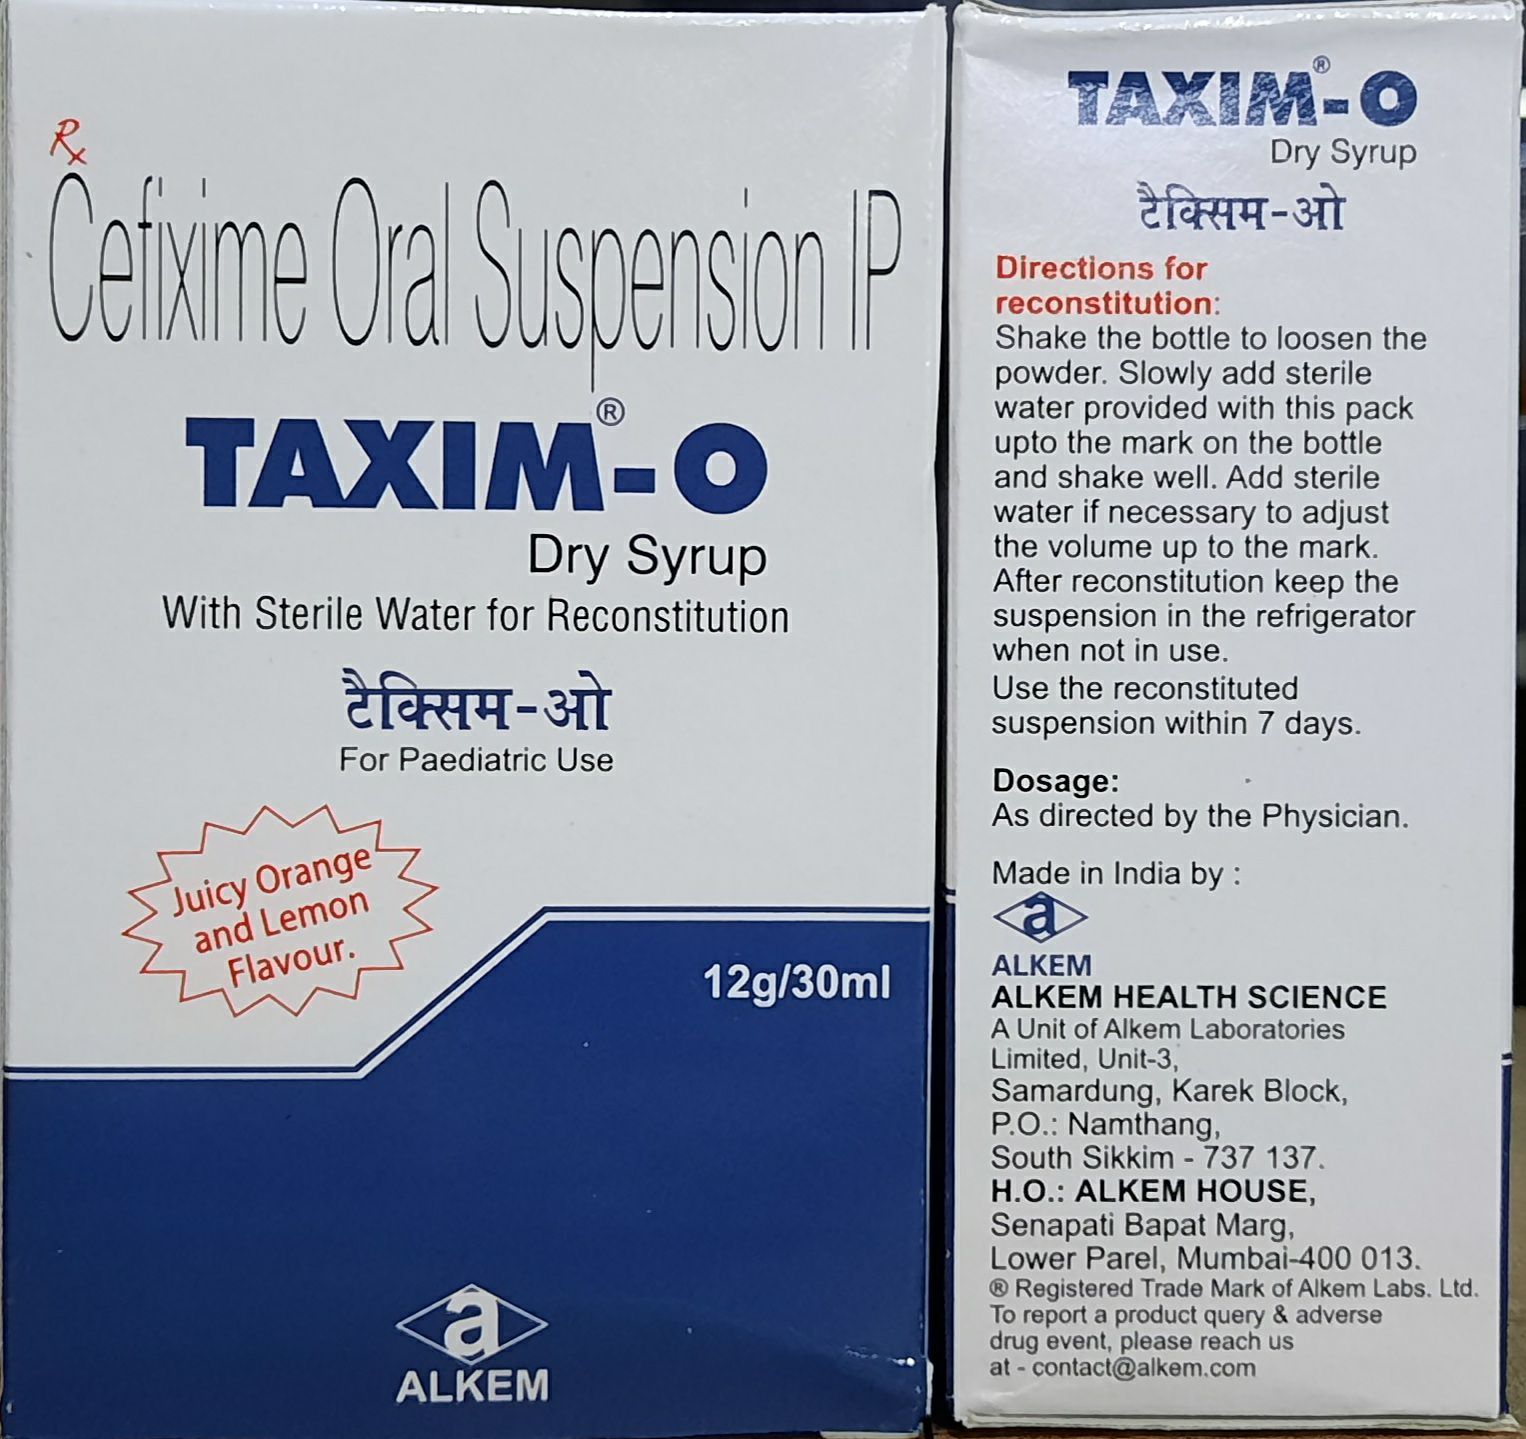 Rx
Cefixime Oral Suspension IP
TAXIM®-O
Dry Syrup
With Sterile Water for Reconstitution
टैक्सिम-ओ
For Paediatric Use
Juicy Orange
and Lemon
Flavour.
12g/30ml
a
ALKEM
TAXIM®-O
Dry Syrup
टैक्सिम-ओ
Directions for
reconstitution:
Shake the bottle to loosen the
powder. Slowly add sterile
water provided with this pack
upto the mark on the bottle
and shake well. Add sterile
water if necessary to adjust
the volume up to the mark.
After reconstitution keep the
suspension in the refrigerator
when not in use.
Use the reconstituted
suspension within 7 days.
Dosage:
As directed by the Physician.
Made in India by :
a
ALKEM
ALKEM HEALTH SCIENCE
A Unit of Alkem Laboratories
Limited, Unit-3,
Samardung, Karek Block,
P.O.: Namthang,
South Sikkim - 737 137.
H.O.: ALKEM HOUSE,
Senapati Bapat Marg,
Lower Parel, Mumbai-400 013.
® Registered Trade Mark of Alkem Labs. Ltd.
To report a product query & adverse
drug event, please reach us
at - contact@alkem.com